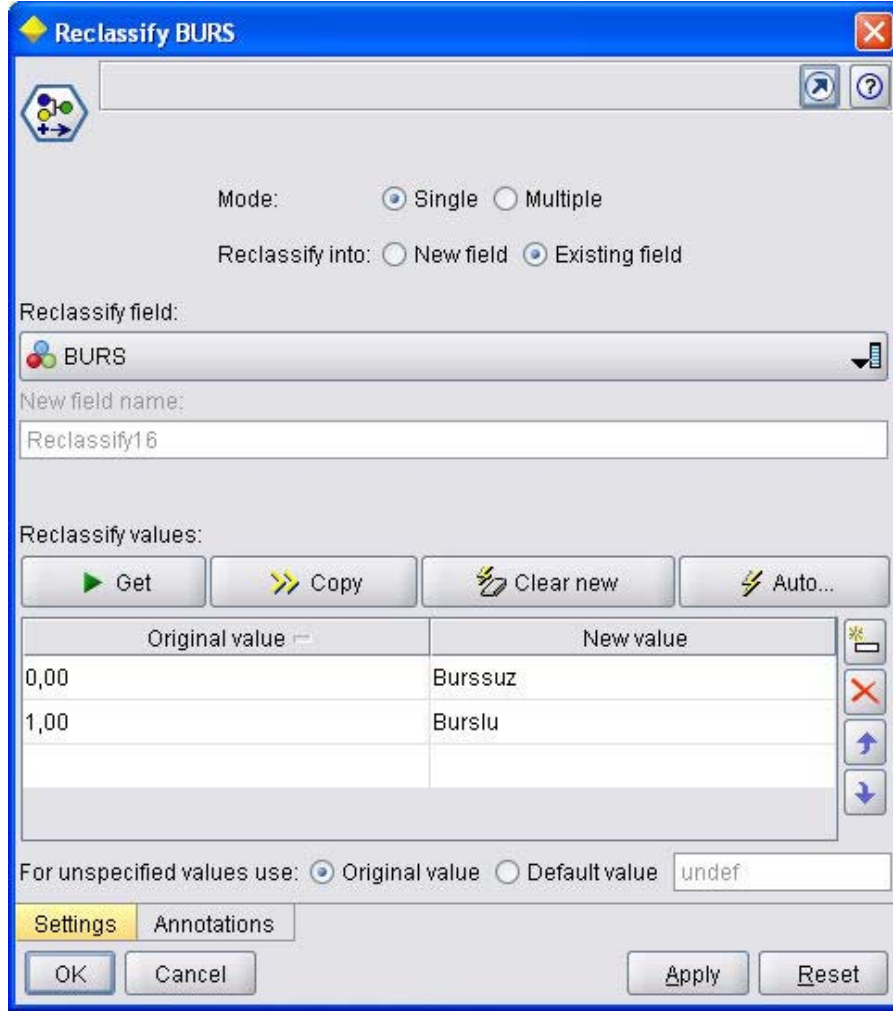 Reclassify BURS
Mode: Single Multiple
Reclassify into: New field Existing field
Reclassify field:
BURS
New field name:
Reclassify16
Reclassify values:
Get Copy Clear new Auto...
Original value New value
0,00 Burssuz
1,00 Burslu
For unspecified values use: Original value Default value undef
Settings Annotations
OK Cancel Apply Reset